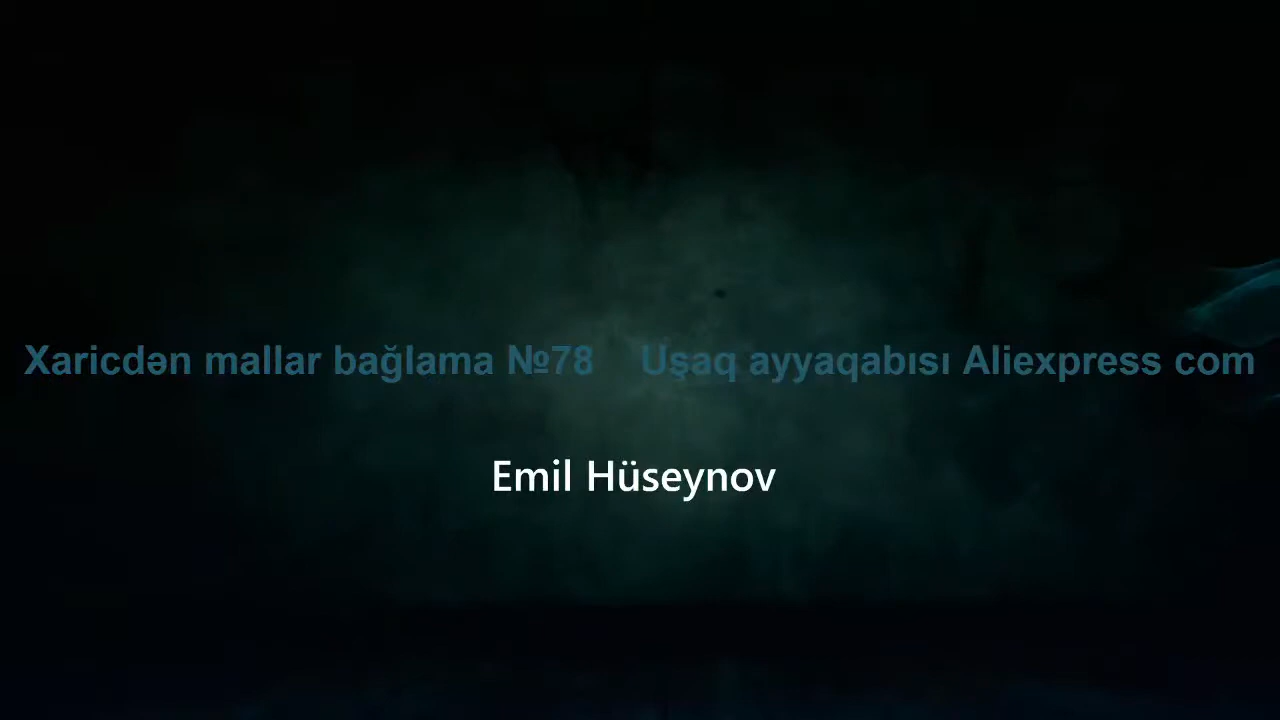 Xaricdən mallar bağlama №78 Uşaq ayyaqabısı Aliexpress com
Emil Hüseynov